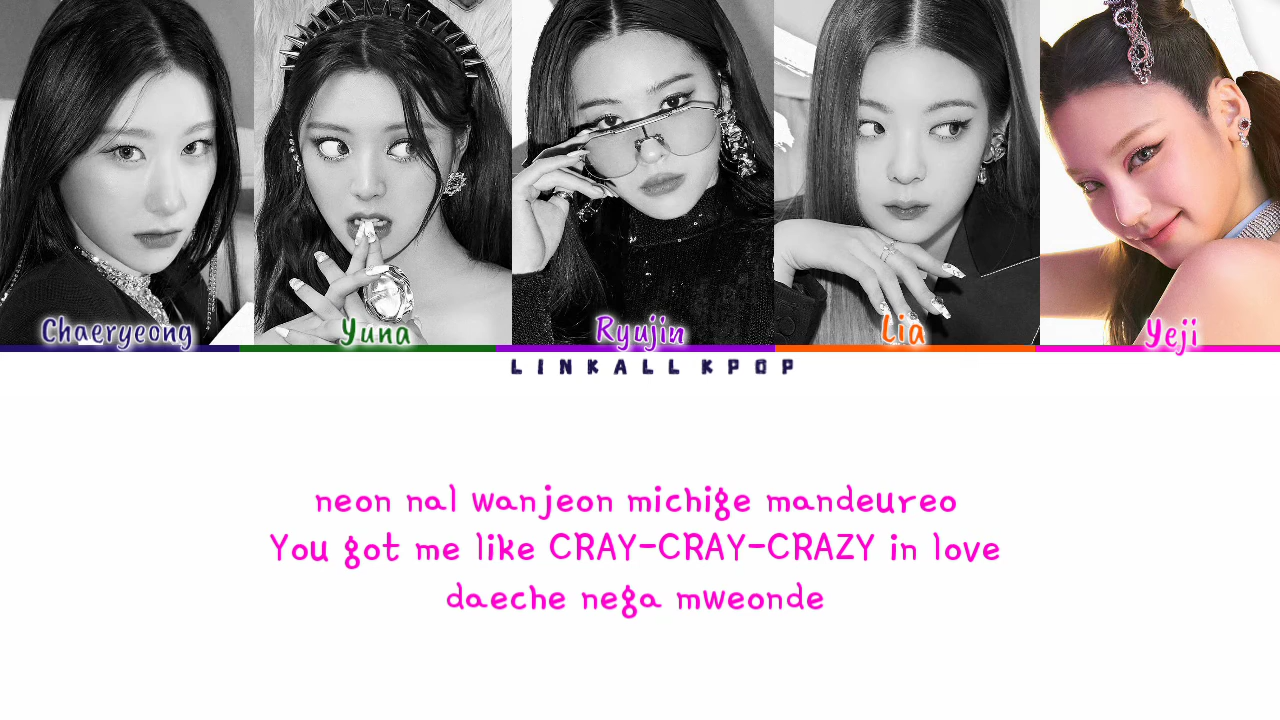 Chaeryeong
Yuna
Ryujin
Lia
Yeji
LINKALL KPOP
neon nal wanjeon michige mandeureo
You got me like CRAY-CRAY-CRAZY in love
daeche nega mweonde